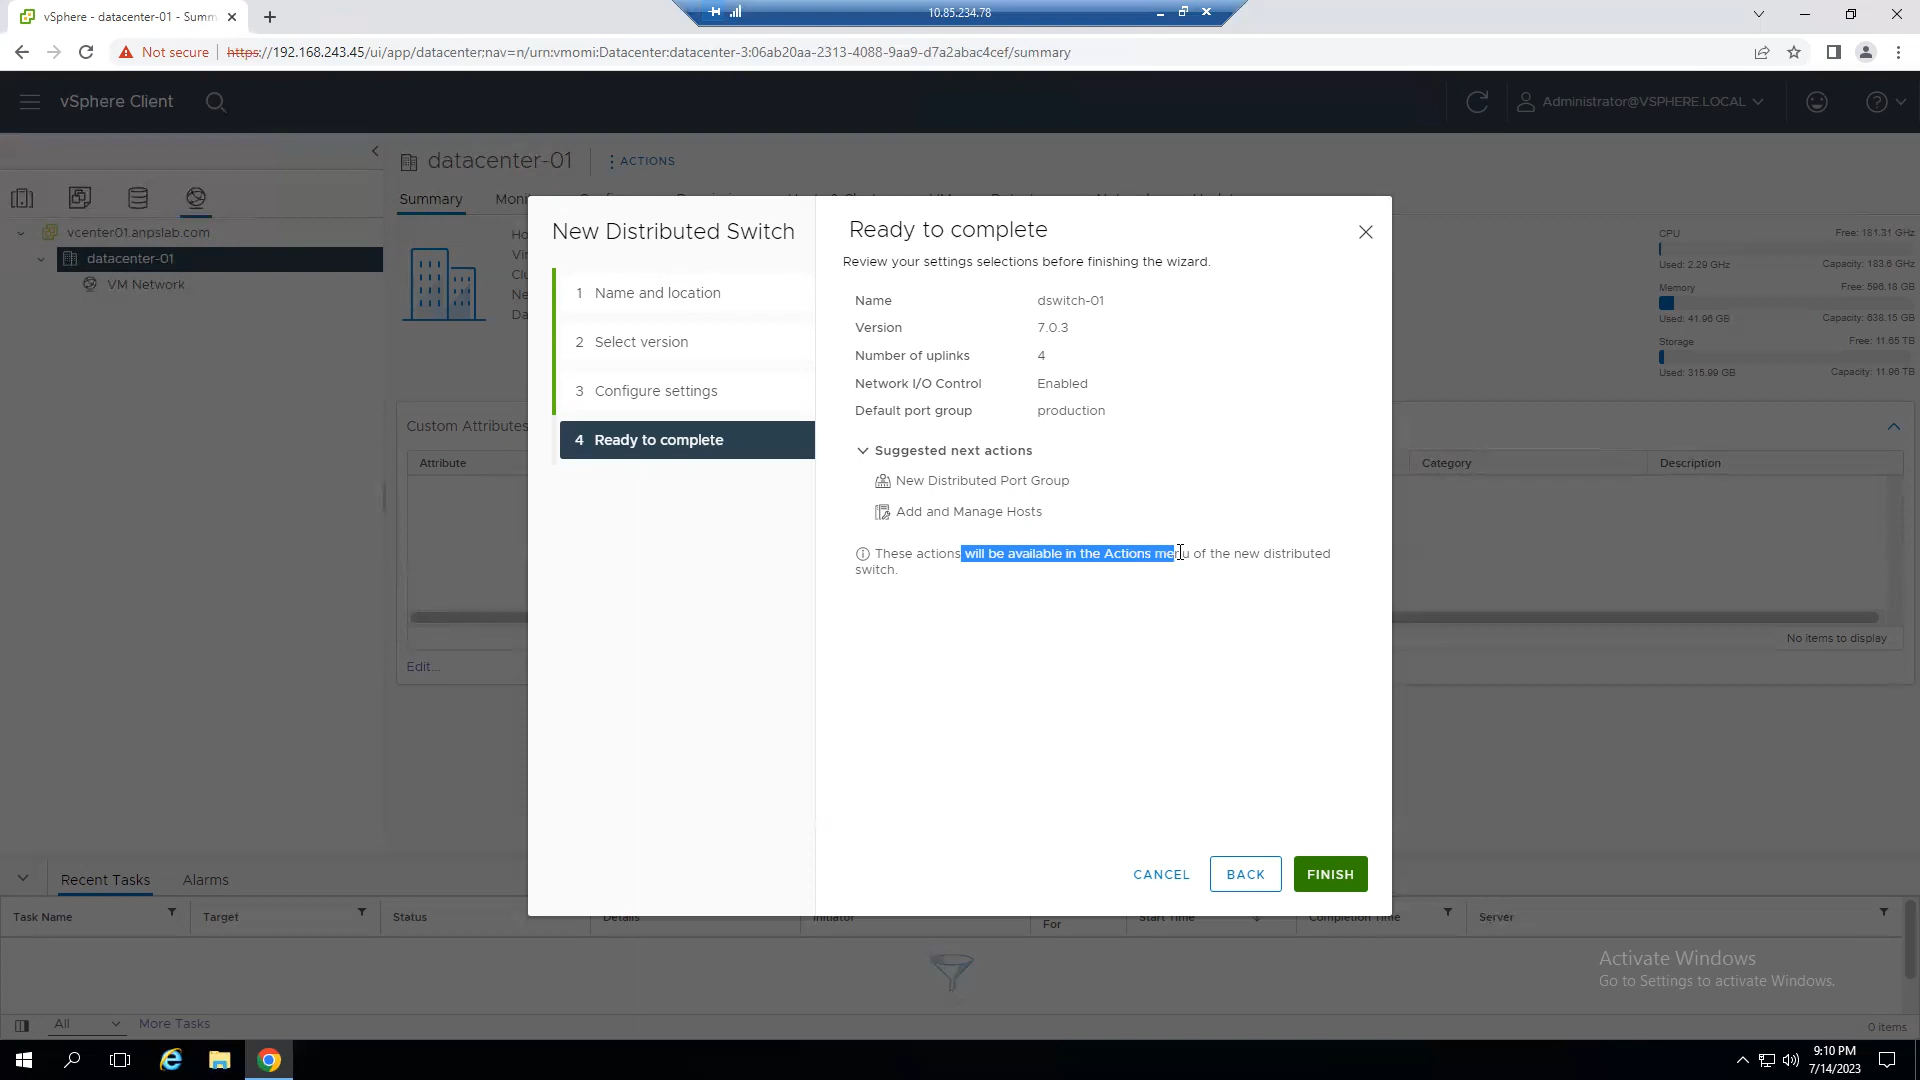 vSphere - datacenter-01 - Summ
10.85.234.78
Not secure
https://192.168.243.45/ui/app/datacenter;nav=n/urn:vmomi:Datacenter:datacenter-3:06ab20aa-2313-4088-9aa9-d7a2abac4cef/summary
vSphere Client
Administrator@VSPHERE.LOCAL
datacenter-01
ACTIONS
Summary
vcenter01.anpslab.com
datacenter-01
VM Network
CPU
Free: 181.31 GHz
Used: 2.29 GHz
Capacity: 183.6 GHz
Memory
Free: 596.18 GB
Used: 41.96 GB
Capacity: 638.15 GB
Storage
Free: 11.65 TB
Used: 315.99 GB
Capacity: 11.96 TB
Custom Attributes
Attribute
Category
Description
No items to display
Edit...
New Distributed Switch
1 Name and location
2 Select version
3 Configure settings
4 Ready to complete
Ready to complete
Review your settings selections before finishing the wizard.
Name dswitch-01
Version 7.0.3
Number of uplinks 4
Network I/O Control Enabled
Default port group production
Suggested next actions
New Distributed Port Group
Add and Manage Hosts
These actions will be available in the Actions menu of the new distributed
switch.
CANCEL
BACK
FINISH
Recent Tasks
Alarms
Task Name
Target
Status
Details
Initiator
For
Start Time
Completion Time
Server
Activate Windows
Go to Settings to activate Windows.
All
More Tasks
0 items
9:10 PM
7/14/2023